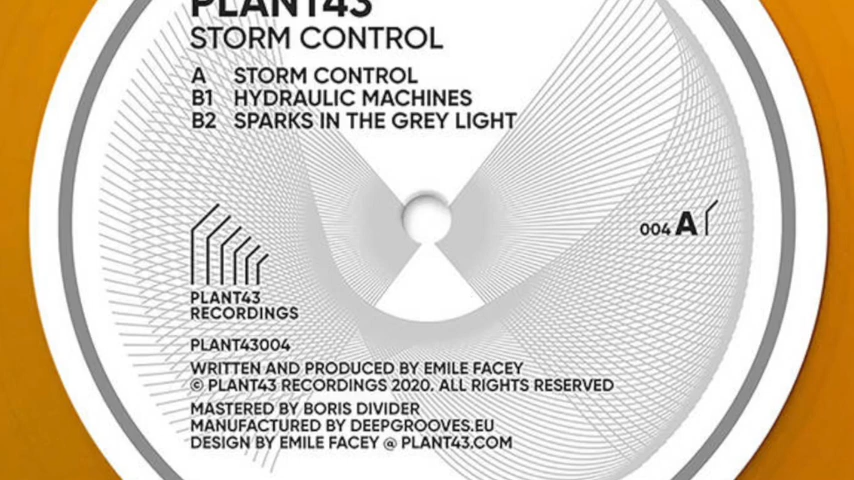 PLANT43
STORM CONTROL
A STORM CONTROL
B1 HYDRAULIC MACHINES
B2 SPARKS IN THE GREY LIGHT
004 A
PLANT43
RECORDINGS
PLANT43004
WRITTEN AND PRODUCED BY EMILE FACEY
© PLANT43 RECORDINGS 2020. ALL RIGHTS RESERVED
MASTERED BY BORIS DIVIDER
MANUFACTURED BY DEEPGROOVES.EU
DESIGN BY EMILE FACEY @ PLANT43.COM